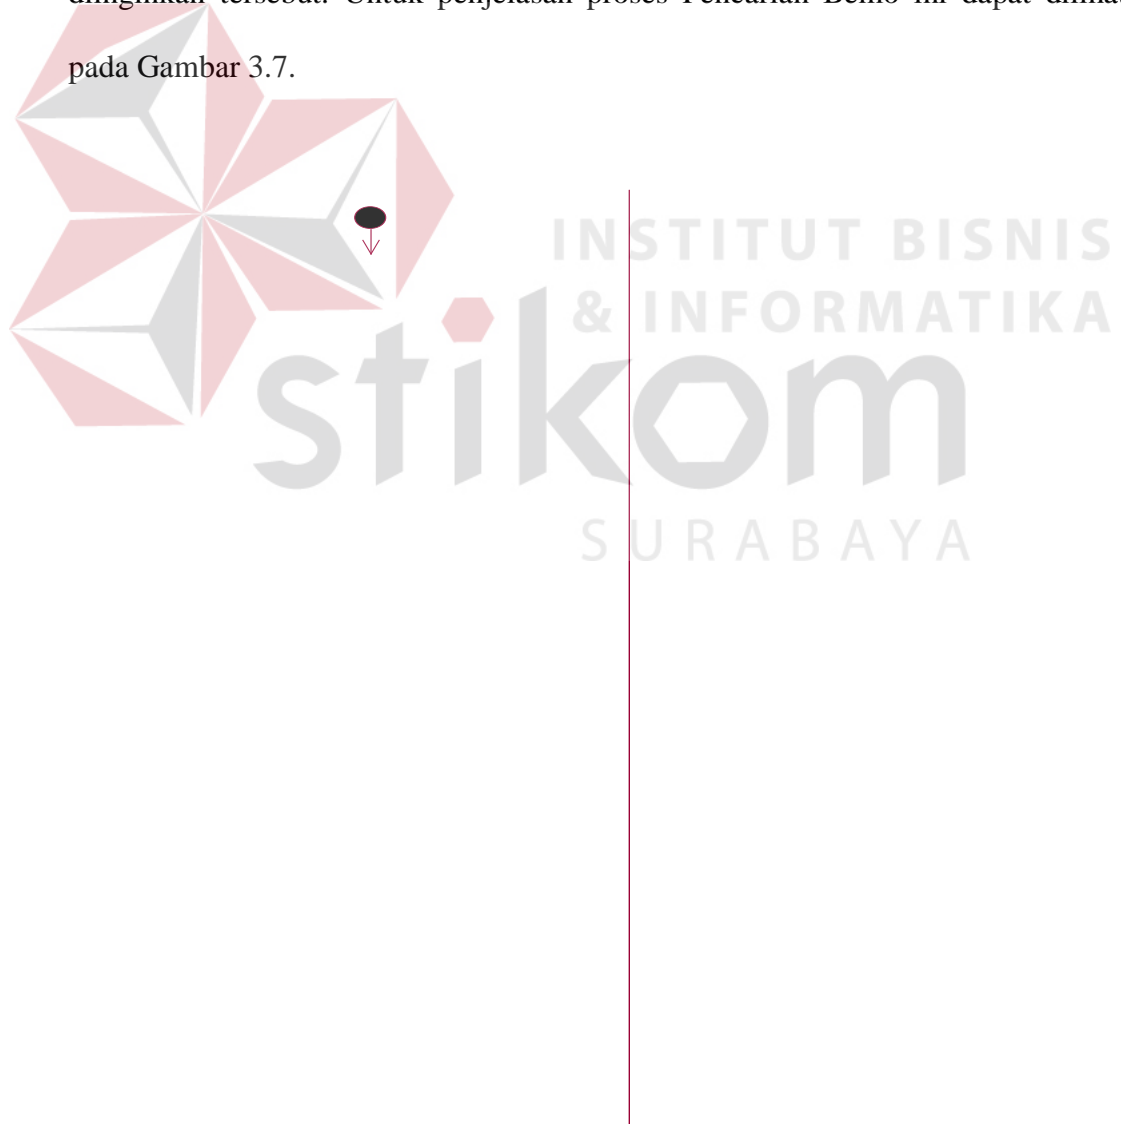 diinginkan tersebut. Untuk penjelasan proses Pencarian Bemo ini dapat dilihat
pada Gambar 3.7.
INSTITUT BISNIS
& INFORMATIKA
stikom
SURABAYA